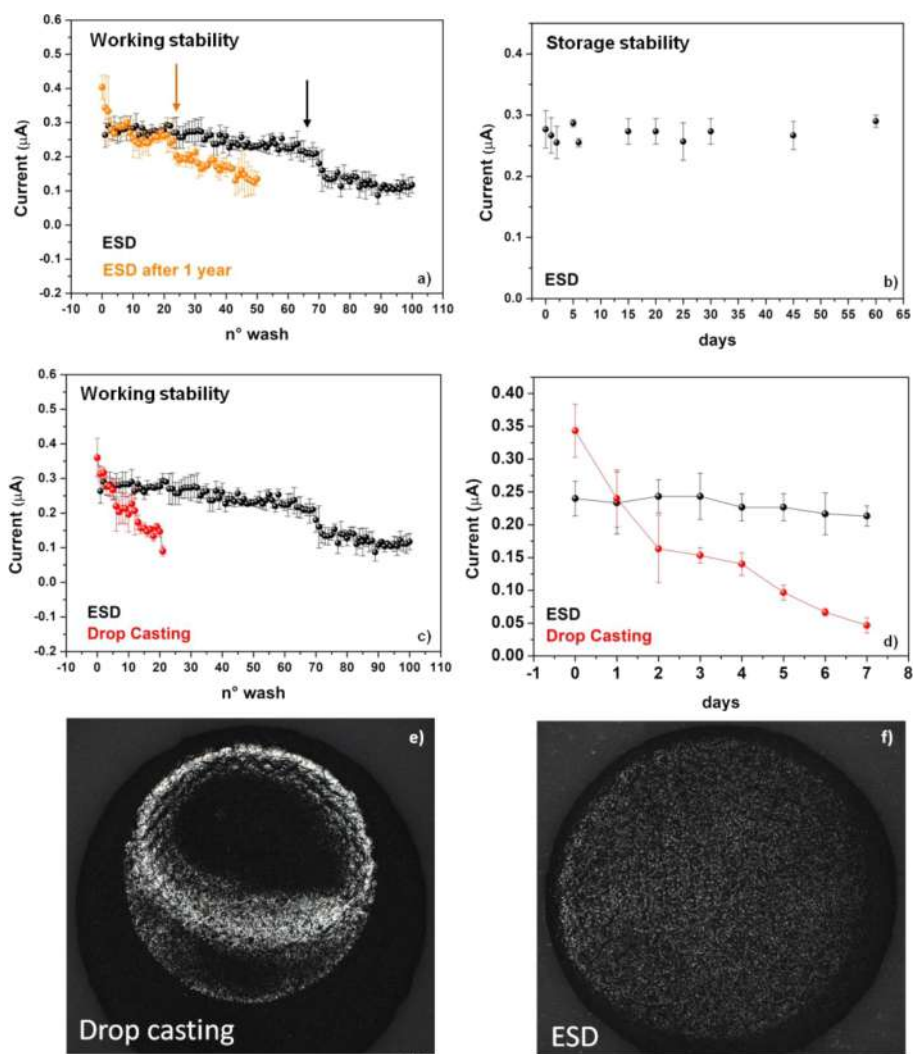 Working stability
Current (µA)
0.6
0.5
0.4
0.3
0.2
0.1
0.0
-0.1
-0.2
ESD
ESD after 1 year
a)
-10 0 10 20 30 40 50 60 70 80 90 100 110
n° wash
Storage stability
Current (µA)
0.4
0.3
0.2
0.1
0.0
ESD
b)
0 5 10 15 20 25 30 35 40 45 50 55 60 65
days
Working stability
Current (µA)
0.6
0.5
0.4
0.3
0.2
0.1
0.0
-0.1
-0.2
ESD
Drop Casting
c)
-10 0 10 20 30 40 50 60 70 80 90 100 110
n° wash
Current (µA)
0.40
0.35
0.30
0.25
0.20
0.15
0.10
0.05
0.00
ESD
Drop Casting
d)
-1 0 1 2 3 4 5 6 7 8
days
e)
Drop casting
f)
ESD